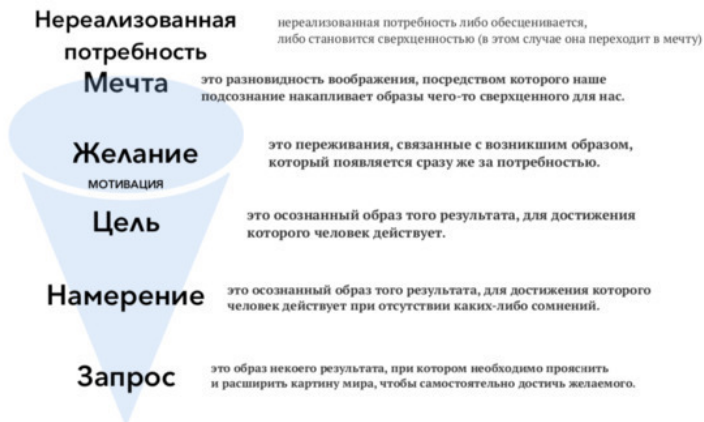 Нереализованная
потребность
нереализованная потребность либо обесценивается,
либо становится сверхценностью (в этом случае она переходит в мечту)
Мечта
это разновидность воображения, посредством которого наше
подсознание накапливает образы чего-то сверхценного для нас.
Желание
это переживания, связанные с возникшим образом,
который появляется сразу же за потребностью.
МОТИВАЦИЯ
Цель
это осознанный образ того результата, для достижения
которого человек действует.
Намерение
это осознанный образ того результата, для достижения которого
человек действует при отсутствии каких-либо сомнений.
Запрос
это образ некоего результата, при котором необходимо прояснить
и расширить картину мира, чтобы самостоятельно достичь желаемого.